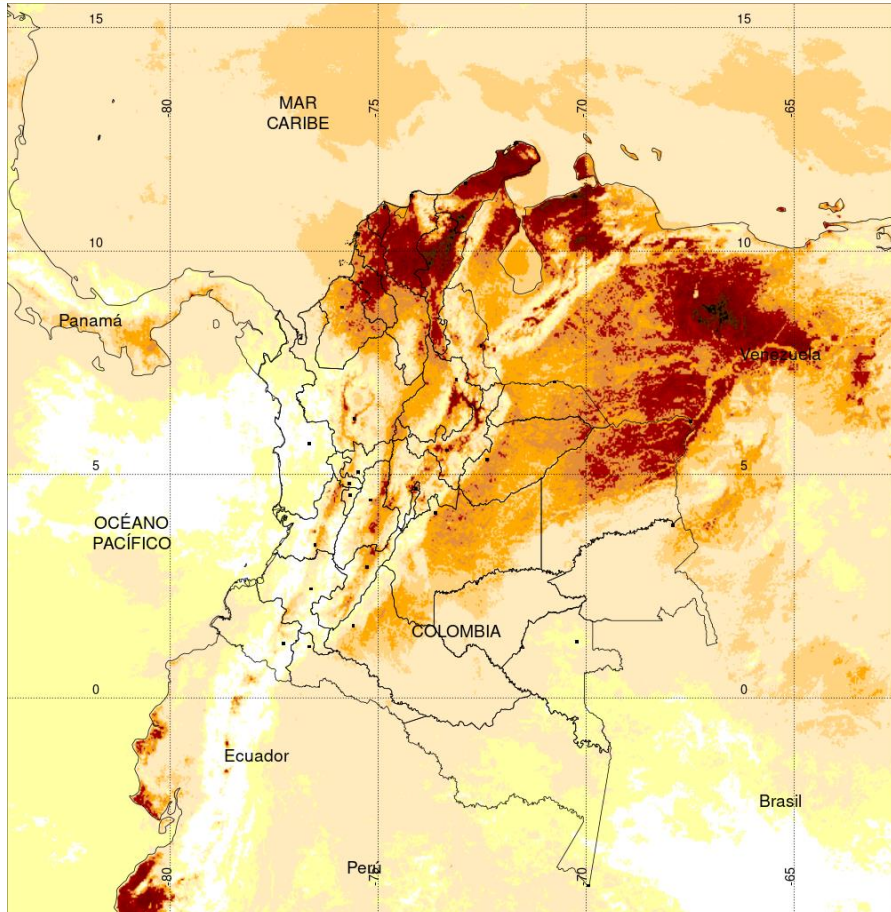 15
15
-80
-75
-70
-65
MAR
CARIBE
10
10
Panamá
Venezuela
5
5
OCÉANO
PACÍFICO
COLOMBIA
0
0
Ecuador
Brasil
Perú
-80
-75
-70
-65